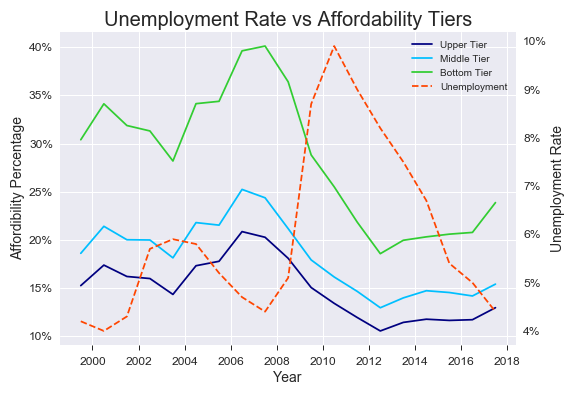 Unemployment Rate vs Affordability Tiers
40%
35%
30%
25%
20%
15%
10%
Affordibility Percentage
10%
9%
8%
7%
6%
5%
4%
Unemployment Rate
Upper Tier
Middle Tier
Bottom Tier
Unemployment
2000 2002 2004 2006 2008 2010 2012 2014 2016 2018
Year